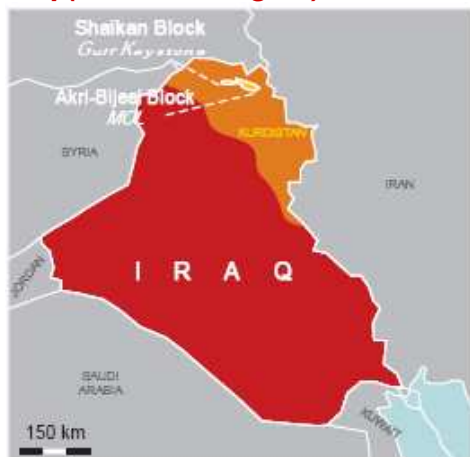 Shaikan Block
Gulf Keystone
Akri-Bijeel Block
MOL
KURDISTAN
SYRIA
IRAN
JORDAN
I R A Q
SAUDI
ARABIA
KUWAIT
150 km